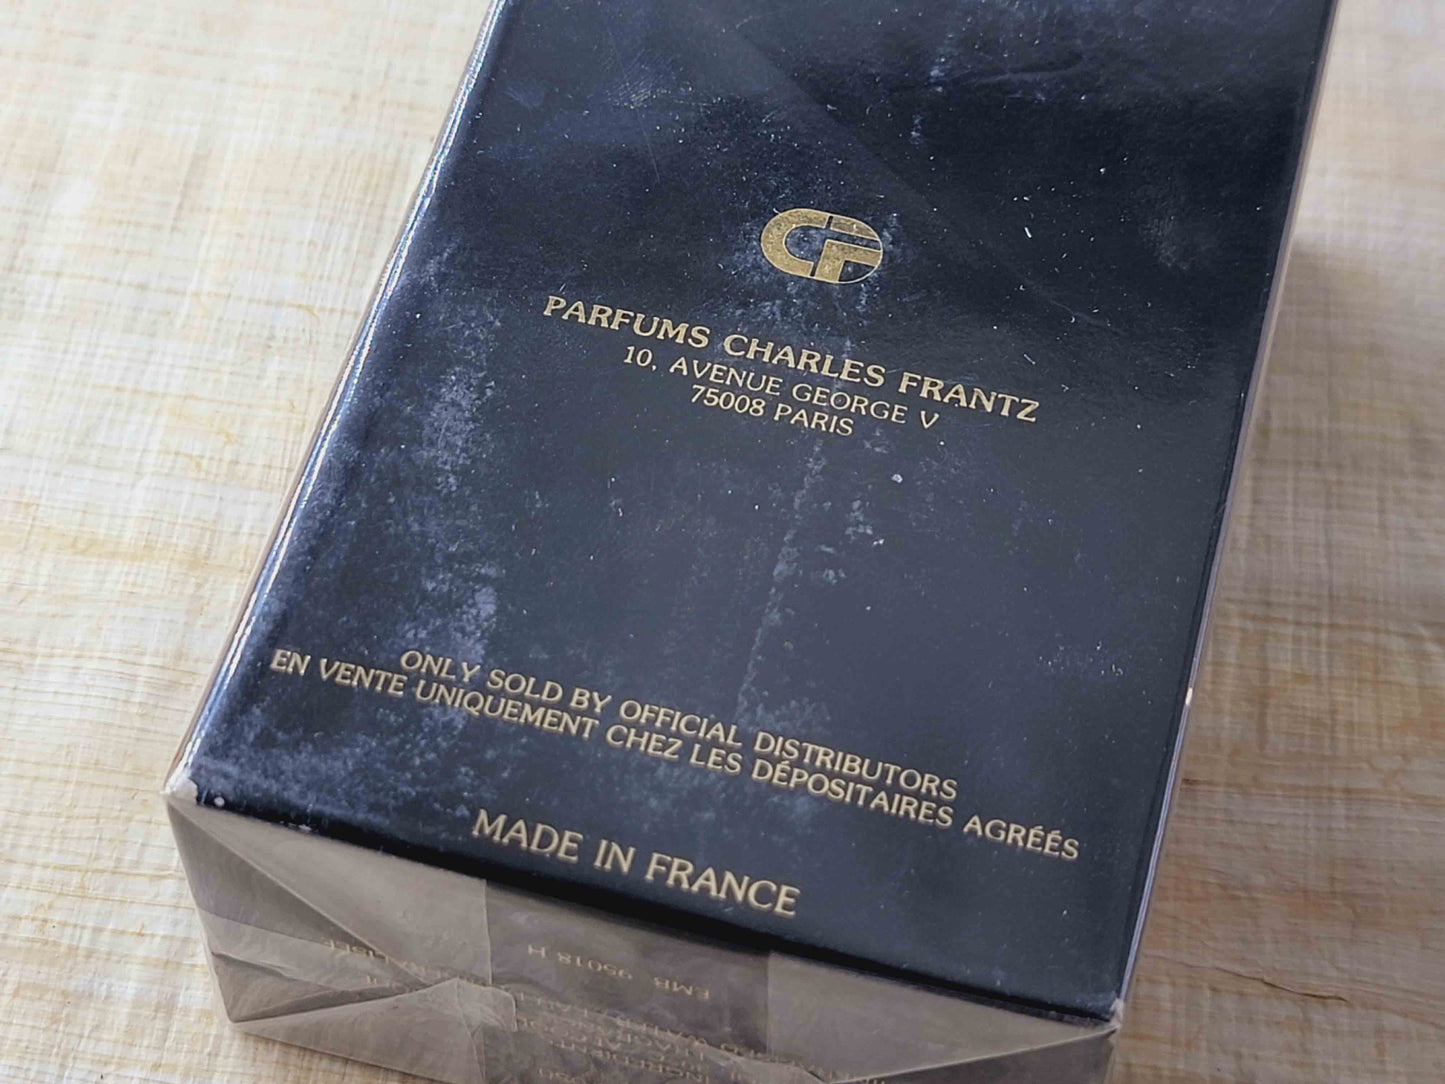 CF
PARFUMS CHARLES FRANTZ
10, AVENUE GEORGE V
75008 PARIS
ONLY SOLD BY OFFICIAL DISTRIBUTORS
EN VENTE UNIQUEMENT CHEZ LES DÉPOSITAIRES AGRÉÉS
MADE IN FRANCE
EMB 95018 H